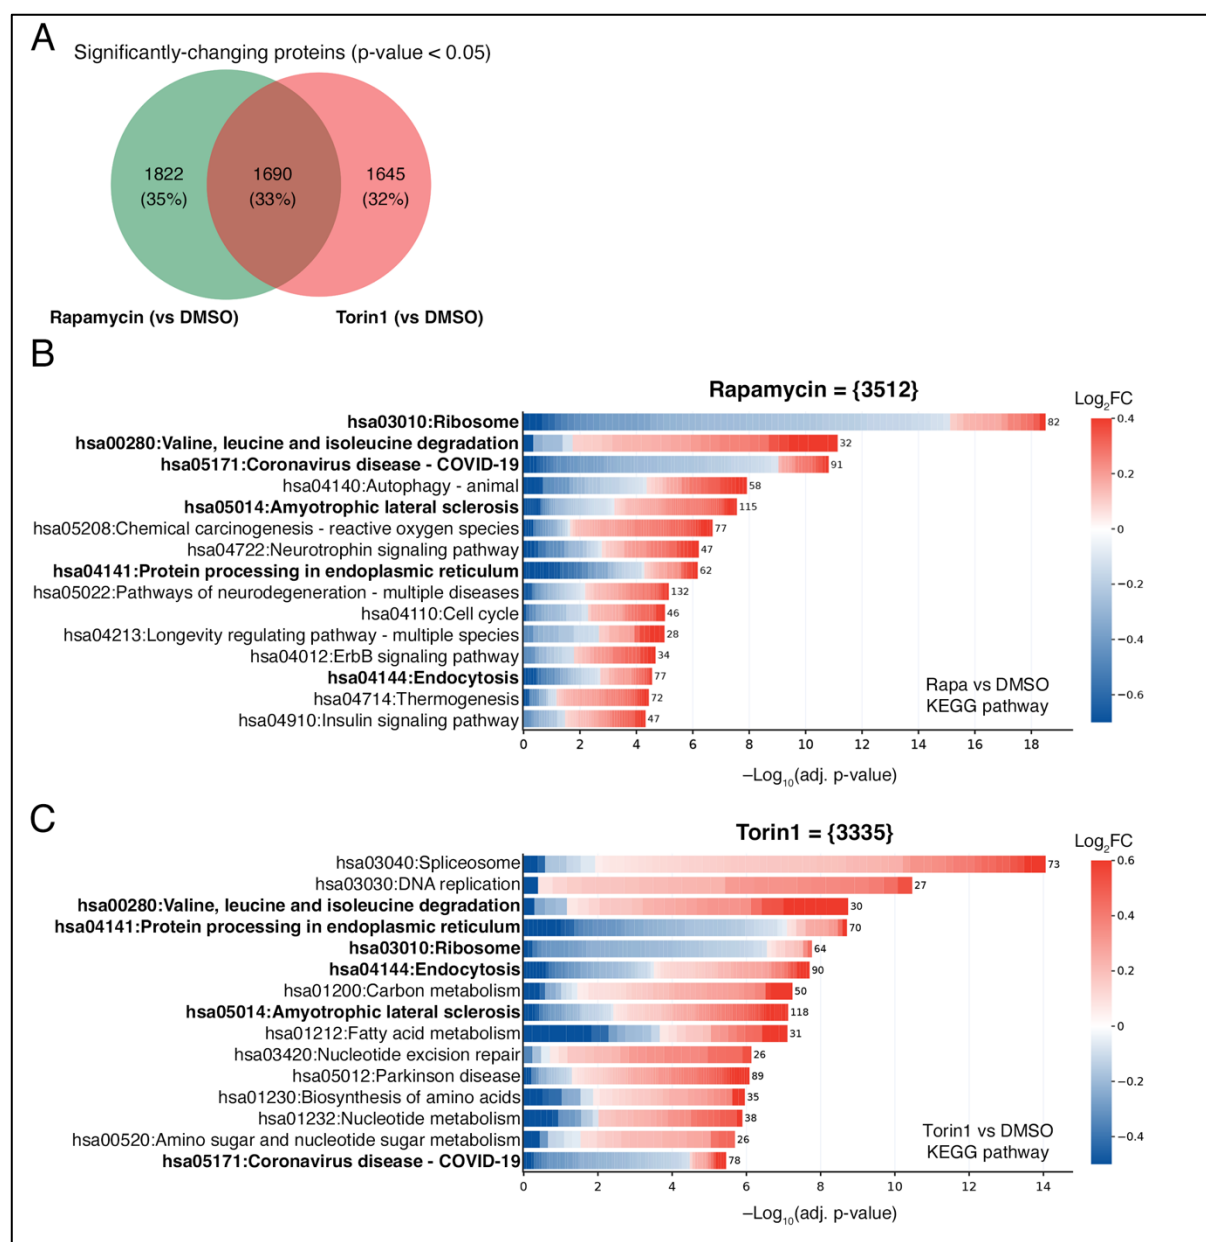 A
Significantly-changing proteins (p-value < 0.05)
1822
(35%)
1690
(33%)
1645
(32%)
Rapamycin (vs DMSO)
Torin1 (vs DMSO)
B
Rapamycin = {3512}
hsa03010:Ribosome 82
hsa00280:Valine, leucine and isoleucine degradation 32
hsa05171:Coronavirus disease - COVID-19 91
hsa04140:Autophagy - animal 58
hsa05014:Amyotrophic lateral sclerosis 115
hsa05208:Chemical carcinogenesis - reactive oxygen species 77
hsa04722:Neurotrophin signaling pathway 47
hsa04141:Protein processing in endoplasmic reticulum 62
hsa05022:Pathways of neurodegeneration - multiple diseases 132
hsa04110:Cell cycle 46
hsa04213:Longevity regulating pathway - multiple species 28
hsa04012:ErbB signaling pathway 34
hsa04144:Endocytosis 77
hsa04714:Thermogenesis 72
hsa04910:Insulin signaling pathway 47
Rapa vs DMSO
KEGG pathway
0 2 4 6 8 10 12 14 16 18
–Log10(adj. p-value)
Log2FC
0.4
0.2
0
−0.2
−0.4
−0.6
C
Torin1 = {3335}
hsa03040:Spliceosome 73
hsa03030:DNA replication 27
hsa00280:Valine, leucine and isoleucine degradation 30
hsa04141:Protein processing in endoplasmic reticulum 70
hsa03010:Ribosome 64
hsa04144:Endocytosis 90
hsa01200:Carbon metabolism 50
hsa05014:Amyotrophic lateral sclerosis 118
hsa01212:Fatty acid metabolism 31
hsa03420:Nucleotide excision repair 26
hsa05012:Parkinson disease 89
hsa01230:Biosynthesis of amino acids 35
hsa01232:Nucleotide metabolism 38
hsa00520:Amino sugar and nucleotide sugar metabolism 26
hsa05171:Coronavirus disease - COVID-19 78
Torin1 vs DMSO
KEGG pathway
0 2 4 6 8 10 12 14
–Log10(adj. p-value)
Log2FC
0.6
0.4
0.2
0
−0.2
−0.4